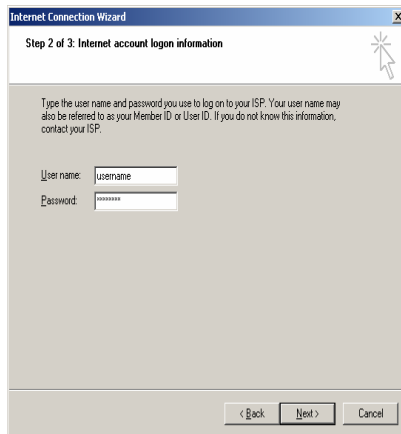 Internet Connection Wizard
Step 2 of 3: Internet account logon information
Type the user name and password you use to log on to your ISP. Your user name may
also be referred to as your Member ID or User ID. If you do not know this information,
contact your ISP.
User name: username
Password: ********
< Back Next > Cancel